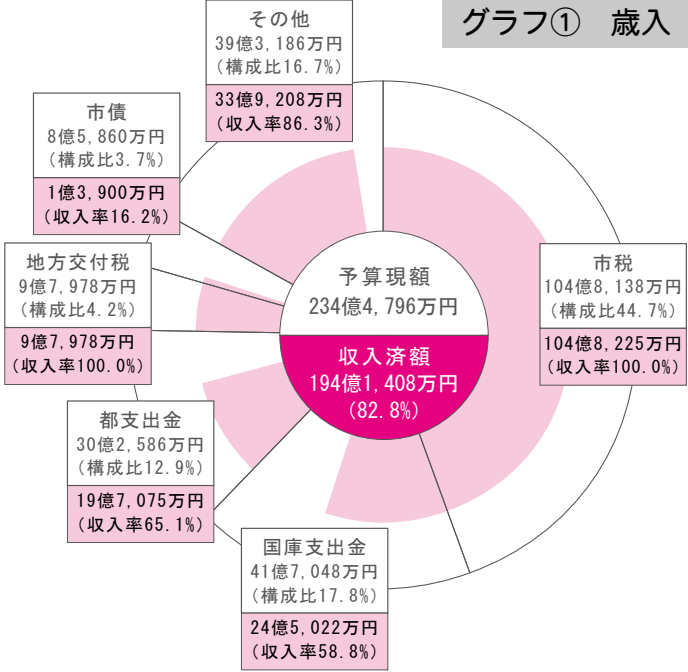 グラフ①　歳入
その他
39億3,186万円
(構成比16.7%)
33億9,208万円
(収入率86.3%)
市債
8億5,860万円
(構成比3.7%)
1億3,900万円
(収入率16.2%)
地方交付税
9億7,978万円
(構成比4.2%)
9億7,978万円
(収入率100.0%)
都支出金
30億2,586万円
(構成比12.9%)
19億7,075万円
(収入率65.1%)
国庫支出金
41億7,048万円
(構成比17.8%)
24億5,022万円
(収入率58.8%)
市税
104億8,138万円
(構成比44.7%)
104億8,225万円
(収入率100.0%)
予算現額
234億4,796万円
収入済額
194億1,408万円
(82.8%)